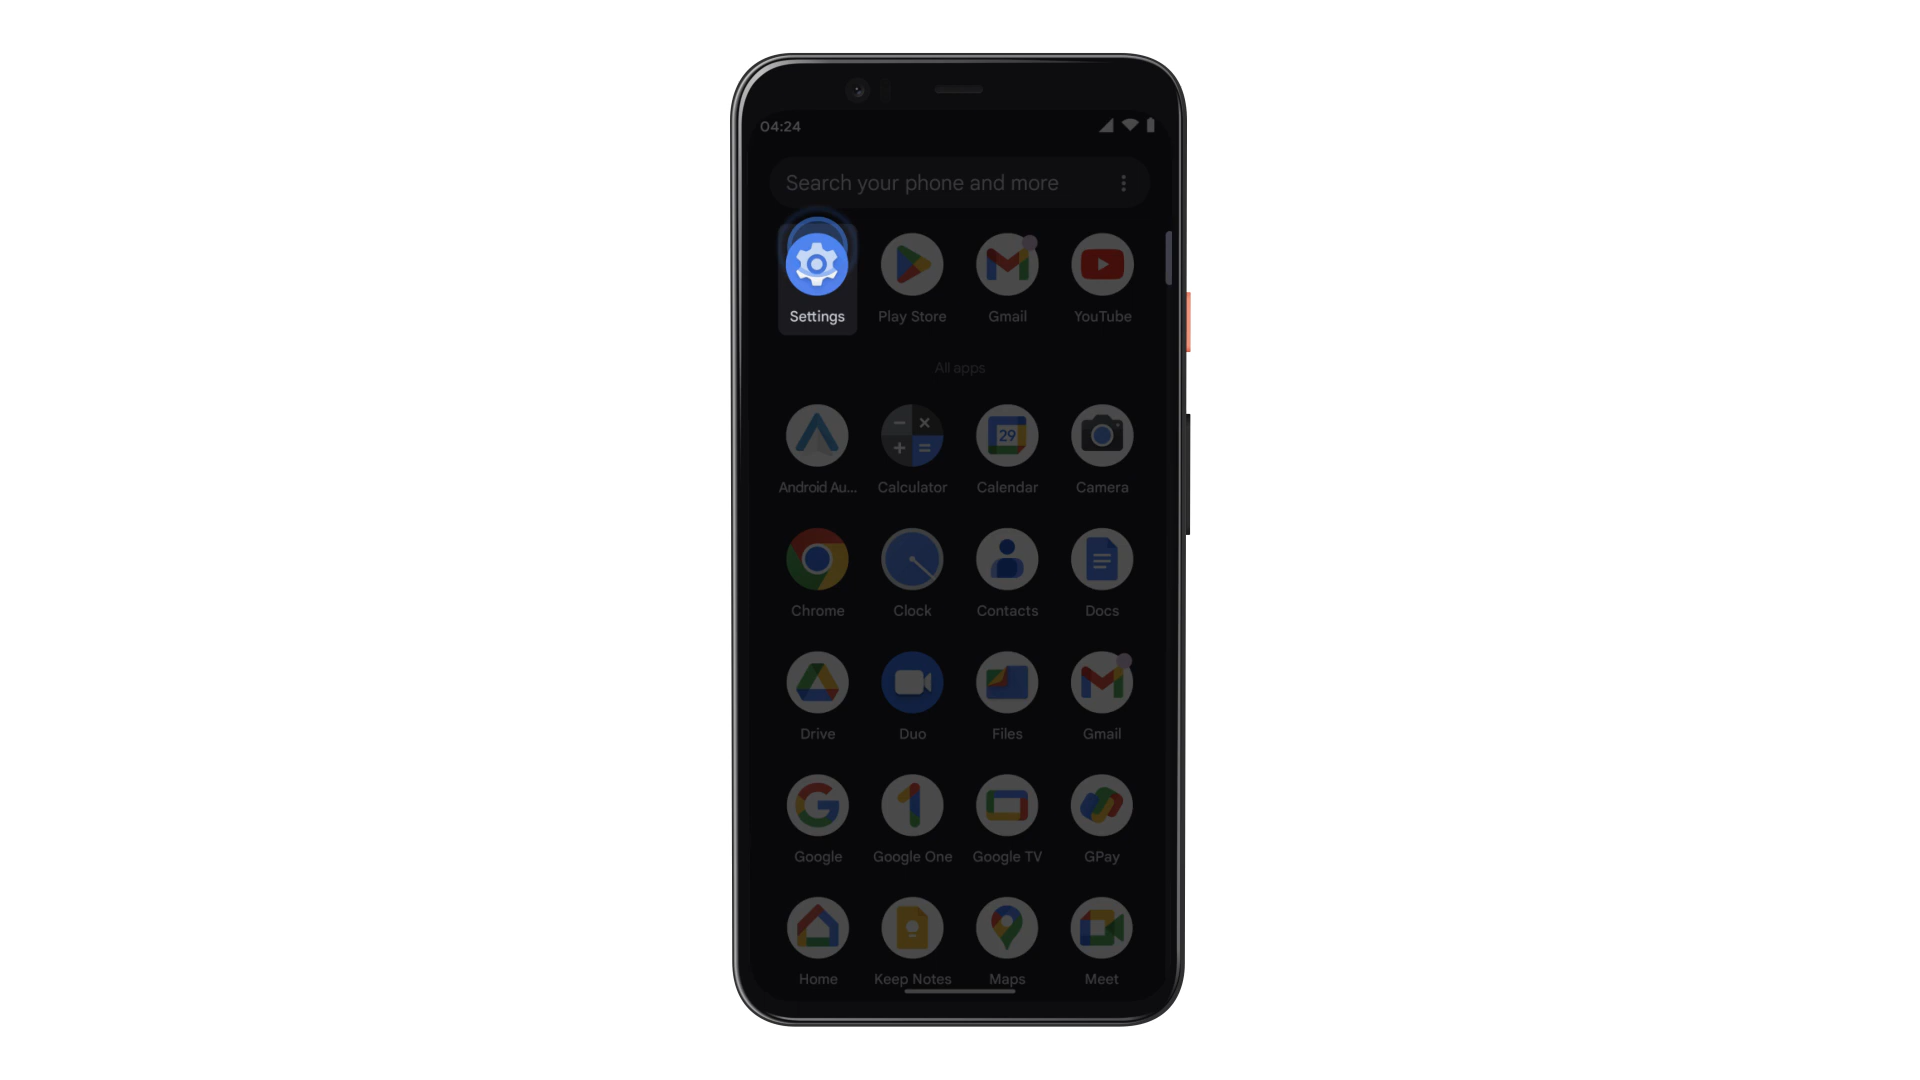 04:24
Search your phone and more
Settings
Play Store
Gmail
YouTube
All apps
Android Au...
Calculator
29
Calendar
Camera
Chrome
Clock
Contacts
Docs
Drive
Duo
Files
Gmail
Google
Google One
Google TV
GPay
Home
Keep Notes
Maps
Meet